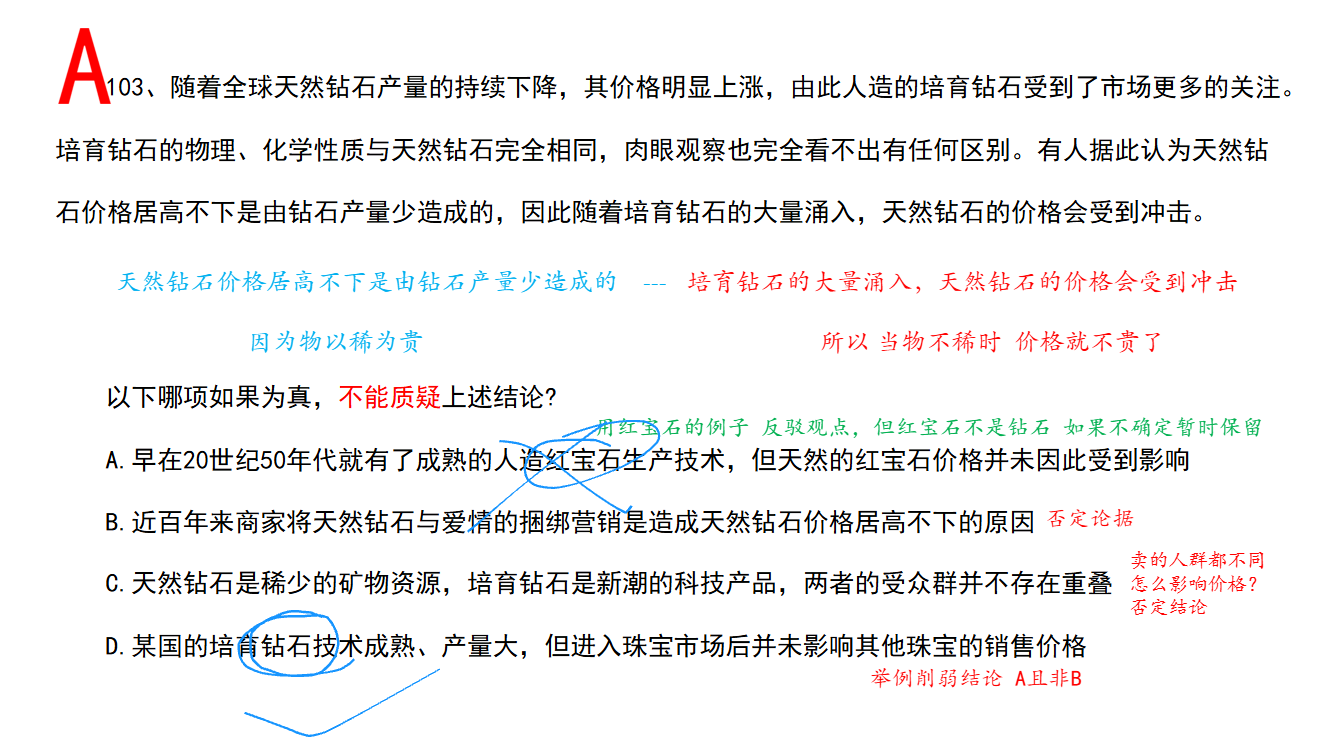 A
103、随着全球天然钻石产量的持续下降，其价格明显上涨，由此人造的培育钻石受到了市场更多的关注。
培育钻石的物理、化学性质与天然钻石完全相同，肉眼观察也完全看不出有任何区别。有人据此认为天然钻
石价格居高不下是由钻石产量少造成的，因此随着培育钻石的大量涌入，天然钻石的价格会受到冲击。
天然钻石价格居高不下是由钻石产量少造成的 --- 培育钻石的大量涌入，天然钻石的价格会受到冲击
因为物以稀为贵 所以 当物不稀时 价格就不贵了
以下哪项如果为真，不能质疑上述结论?
用红宝石的例子 反驳观点，但红宝石不是钻石 如果不确定暂时保留
A.早在20世纪50年代就有了成熟的人造红宝石生产技术，但天然的红宝石价格并未因此受到影响
B.近百年来商家将天然钻石与爱情的捆绑营销是造成天然钻石价格居高不下的原因 否定论据
C.天然钻石是稀少的矿物资源，培育钻石是新潮的科技产品，两者的受众群并不存在重叠
卖的人群都不同
怎么影响价格?
否定结论
D.某国的培育钻石技术成熟、产量大，但进入珠宝市场后并未影响其他珠宝的销售价格
举例削弱结论 A且非B